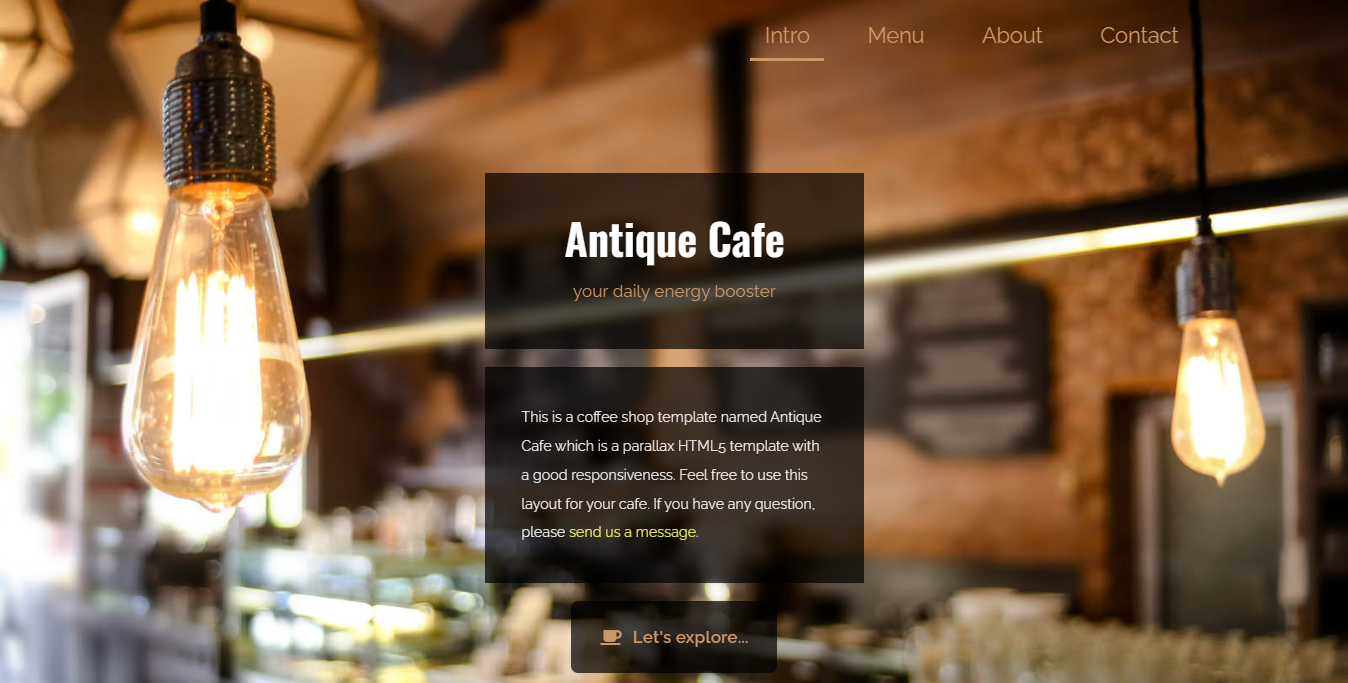 Intro Menu About Contact
Antique Cafe
your daily energy booster
This is a coffee shop template named Antique
Cafe which is a parallax HTML5 template with
a good responsiveness. Feel free to use this
layout for your cafe. If you have any question,
please send us a message.
Let's explore...